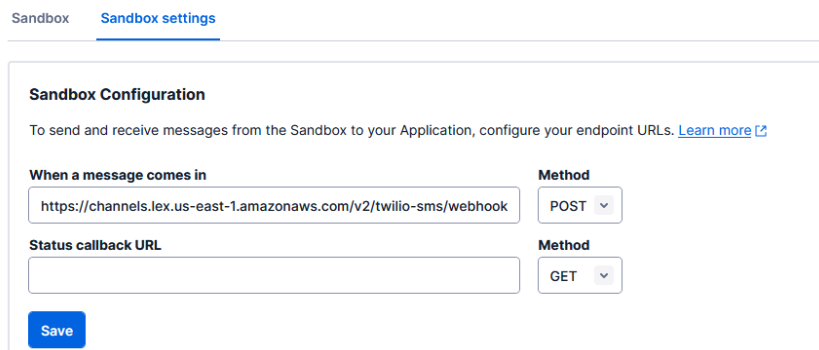 Sandbox
Sandbox settings
Sandbox Configuration
To send and receive messages from the Sandbox to your Application, configure your endpoint URLs. Learn more
When a message comes in
Method
https://channels.lex.us-east-1.amazonaws.com/v2/twilio-sms/webhook
POST
Status callback URL
Method
GET
Save